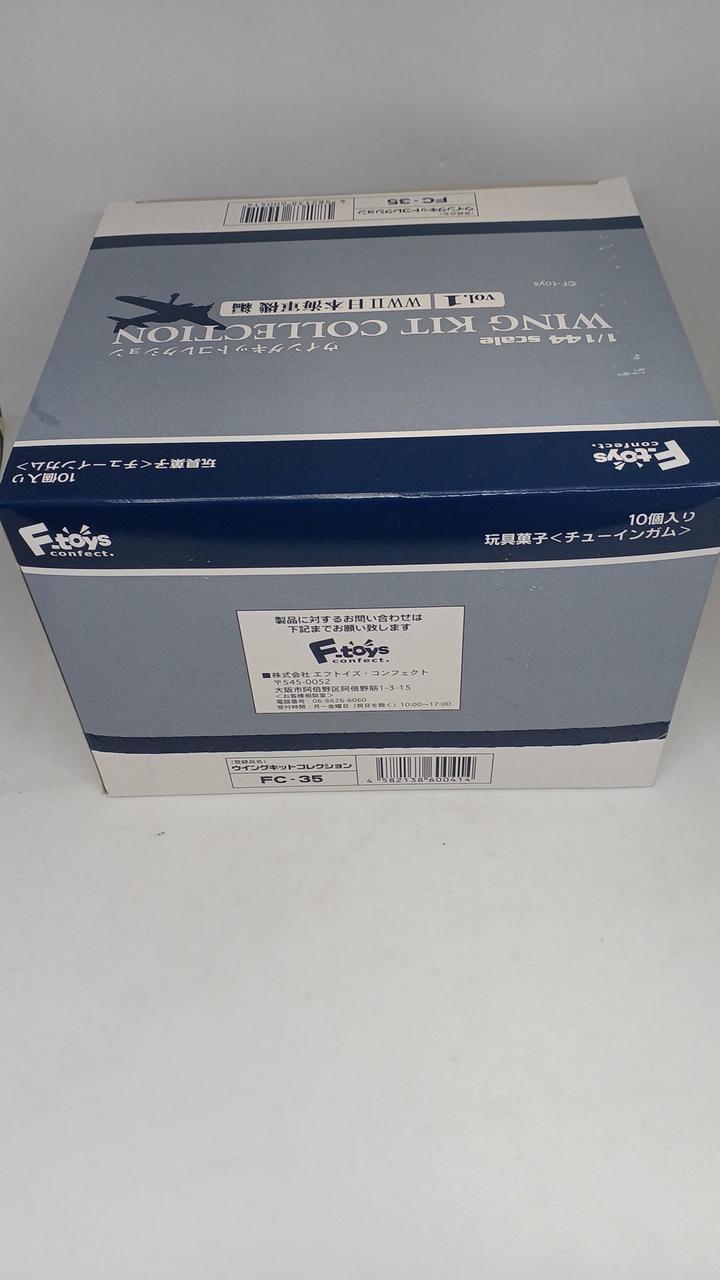 (登録品名)
ウイングキットコレクション
FC-35
4 582138 600414
©F-toys
vol.1 WWⅡ日本海軍機 編
1/144 scale
WING KIT COLLECTION
ウイングキットコレクション
F-toys
confect.
10個入り
玩具菓子<チューインガム>
F-toys
confect.
10個入り
玩具菓子<チューインガム>
製品に対するお問い合わせは
下記までお願い致します
F-toys
confect.
■株式会社 エフトイズ・コンフェクト
〒545-0052
大阪市阿倍野区阿倍野筋1-3-15
<お客様相談室>
電話番号:06-6626-6060
受付時間:月〜金曜日(祝日を除く)10:00〜17:00
(登録品名)
ウイングキットコレクション
FC-35
4 582138 600414